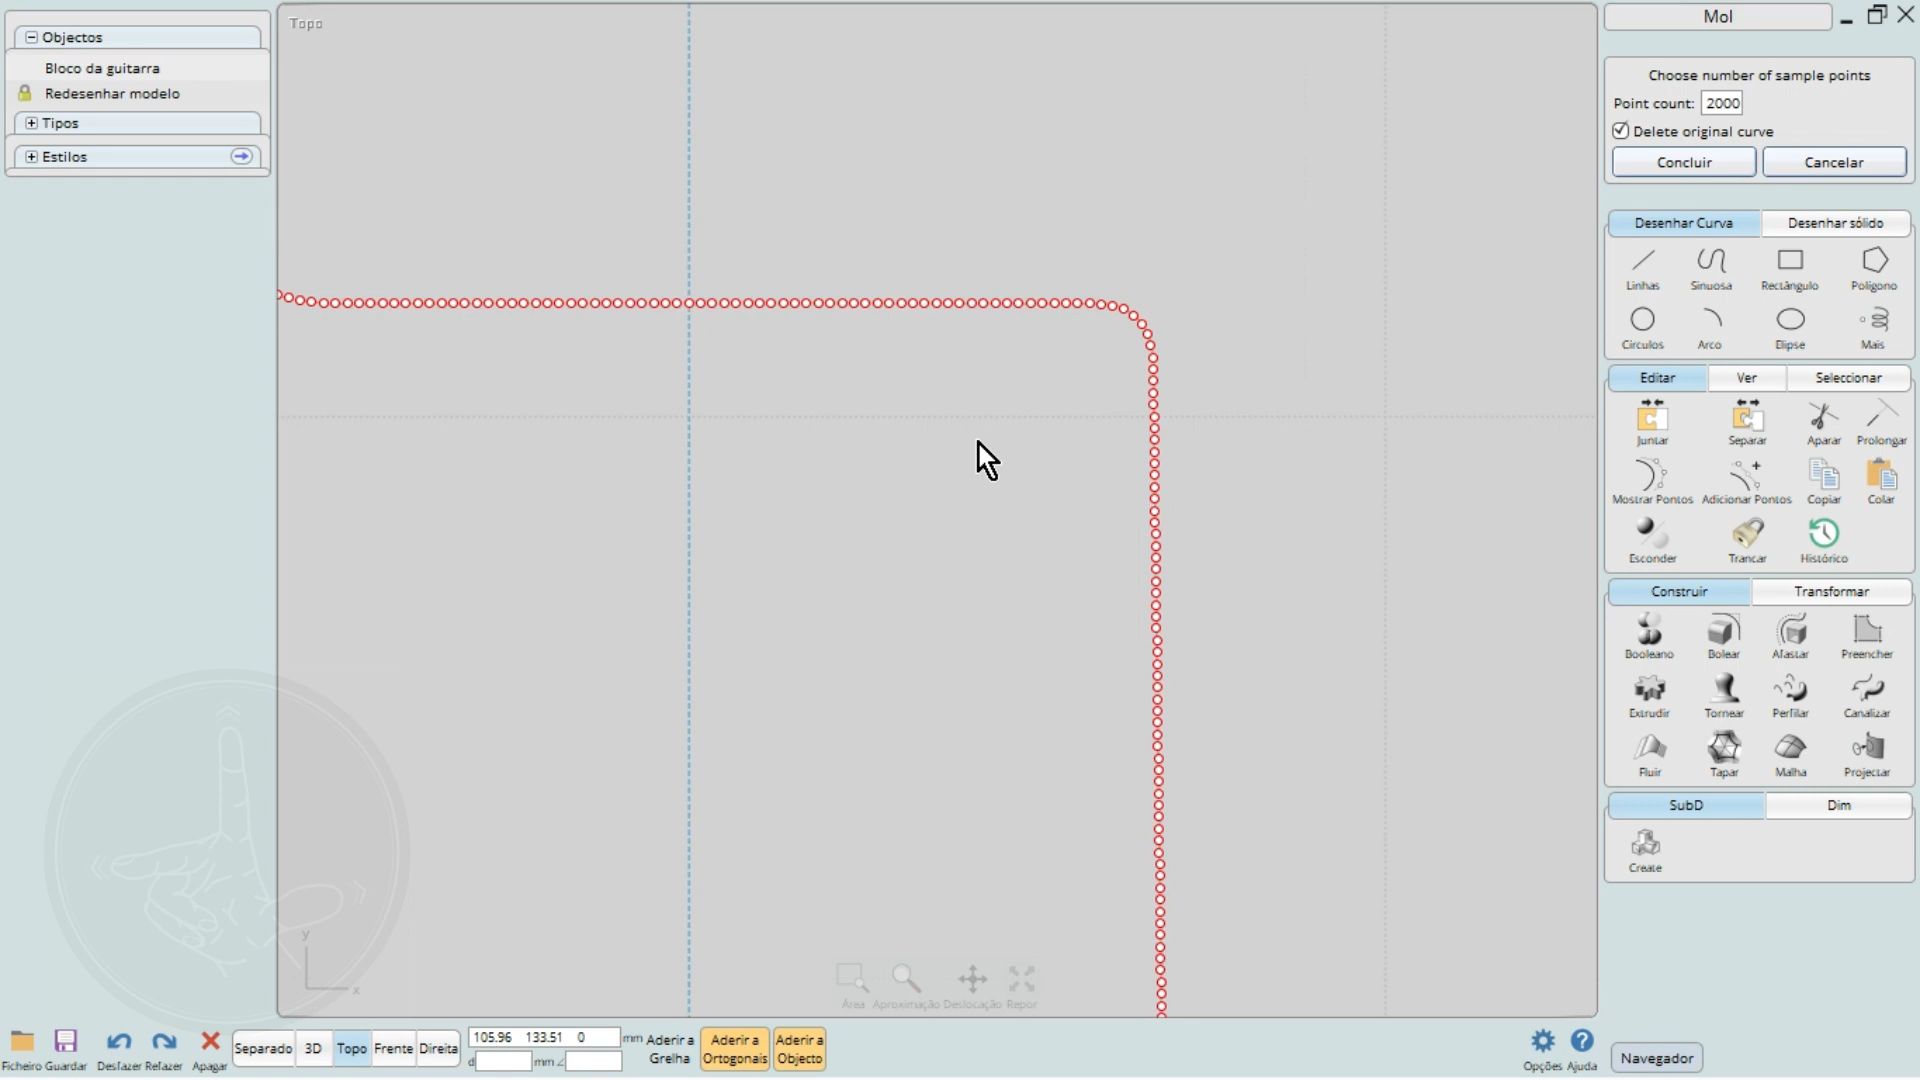 Objectos
Bloco da guitarra
Redesenhar modelo
Tipos
Estilos
Topo
y
x
Área Aproximação Deslocação Repor
MoI
Choose number of sample points
Point count: 2000
Delete original curve
Concluir Cancelar
Desenhar Curva Desenhar sólido
Linhas Sinuosa Rectângulo Polígono
Círculos Arco Elipse Mais
Editar Ver Seleccionar
Juntar Separar Aparar Prolongar
Mostrar Pontos Adicionar Pontos Copiar Colar
Esconder Trancar Histórico
Construir Transformar
Booleano Bolear Afastar Preencher
Extrudir Tornear Perfilar Canalizar
Fluir Tapar Malha Projectar
SubD Dim
Create
Ficheiro Guardar Desfazer Refazer Apagar
Separado 3D Topo Frente Direita
105.96 133.51 0 mm
d mm
Aderir a Grelha
Aderir a Ortogonais
Aderir a Objecto
Opções Ajuda
Navegador